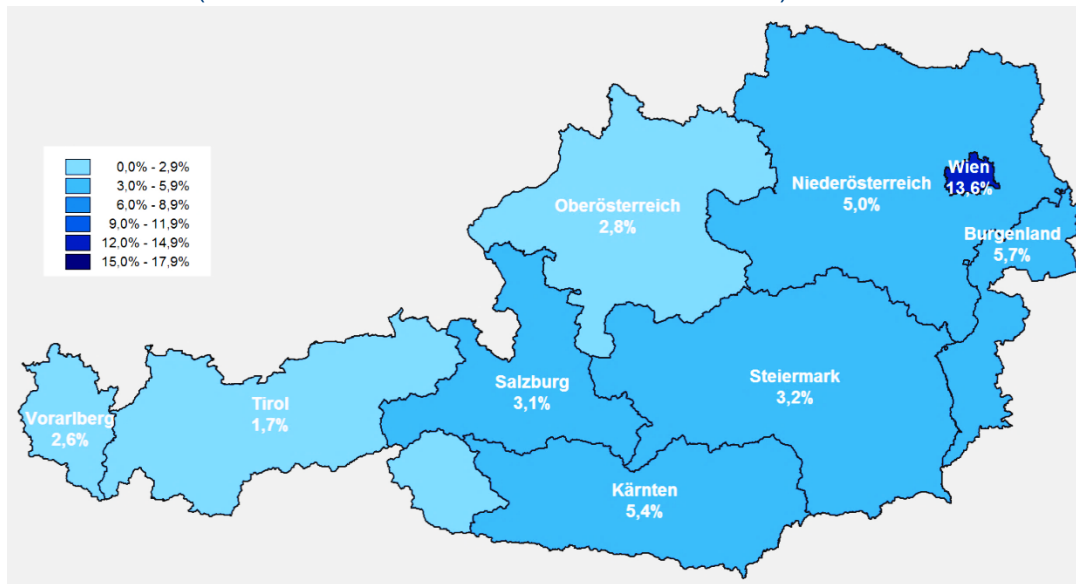 0,0% - 2,9%
3,0% - 5,9%
6,0% - 8,9%
9,0% - 11,9%
12,0% - 14,9%
15,0% - 17,9%
Wien
13,6%
Niederösterreich
5,0%
Oberösterreich
2,8%
Burgenland
5,7%
Steiermark
3,2%
Salzburg
3,1%
Tirol
1,7%
Vorarlberg
2,6%
Kärnten
5,4%